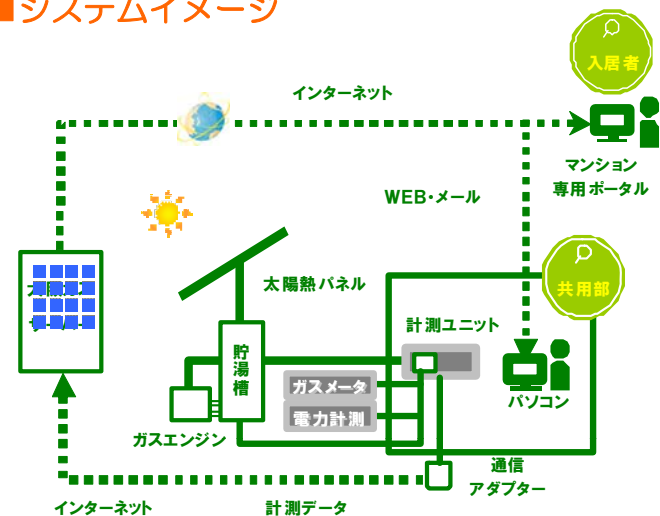 ■システムイメージ
入居者
インターネット
マンション
専用ポータル
WEB・メール
太陽熱パネル
共用部
計測ユニット
貯湯槽
ガスメータ
電力計測
パソコン
ガスエンジン
通信
アダプター
インターネット
計測データ